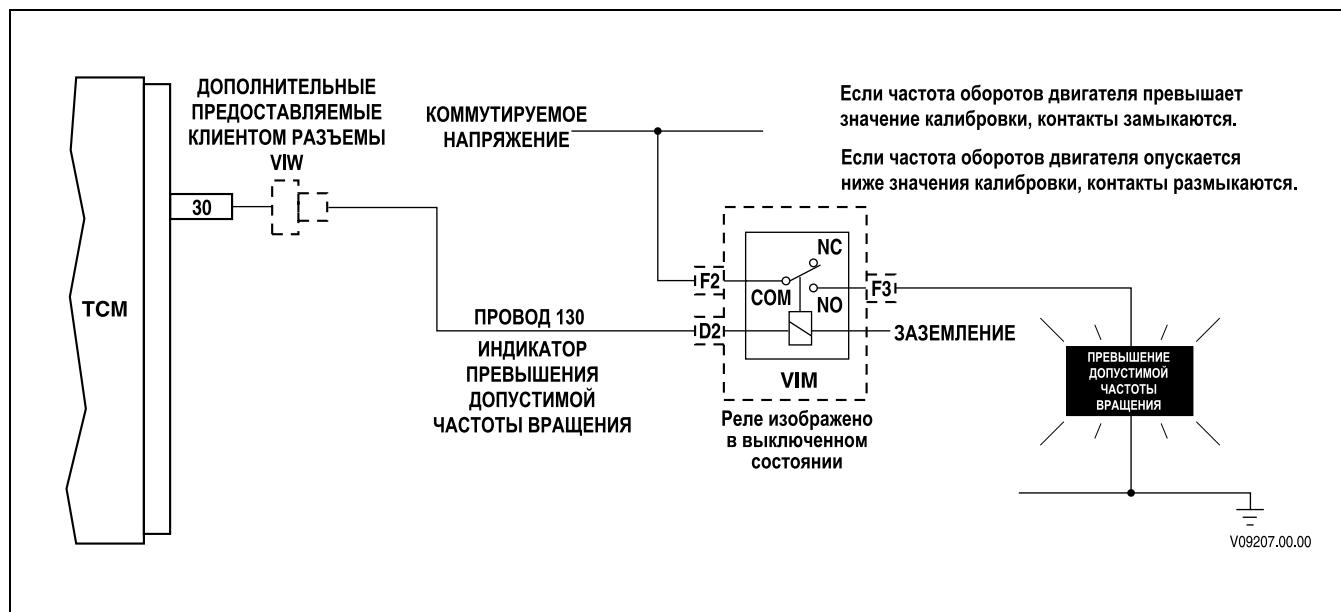 ДОПОЛНИТЕЛЬНЫЕ
ПРЕДОСТАВЛЯЕМЫЕ
КЛИЕНТОМ РАЗЪЕМЫ
VIW
КОММУТИРУЕМОЕ
НАПРЯЖЕНИЕ
Если частота оборотов двигателя превышает
значение калибровки, контакты замыкаются.
Если частота оборотов двигателя опускается
ниже значения калибровки, контакты размыкаются.
30
TCM
NC
F2
COM
NO
F3
ПРОВОД 130
D2
ЗАЗЕМЛЕНИЕ
ИНДИКАТОР
ПРЕВЫШЕНИЯ
ДОПУСТИМОЙ
ЧАСТОТЫ ВРАЩЕНИЯ
VIM
Реле изображено
в выключенном
состоянии
ПРЕВЫШЕНИЕ
ДОПУСТИМОЙ
ЧАСТОТЫ
ВРАЩЕНИЯ
V09207.00.00